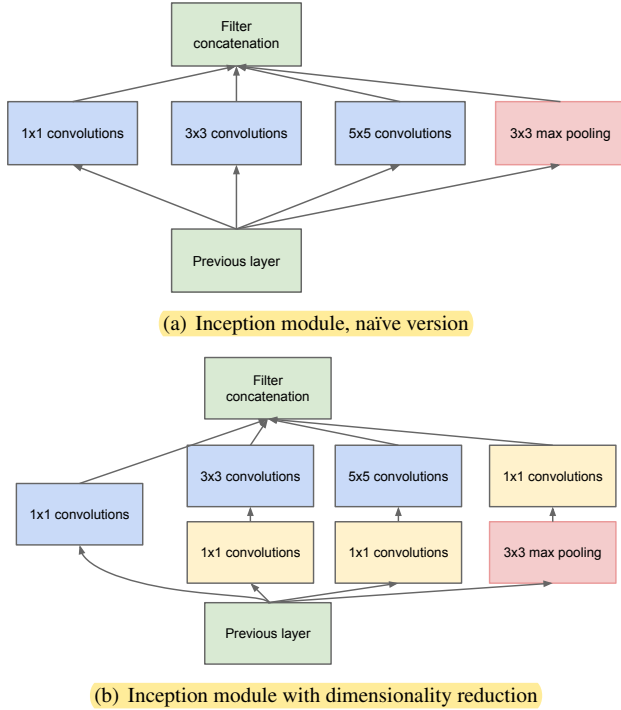 Filter
concatenation
1x1 convolutions
3x3 convolutions
5x5 convolutions
3x3 max pooling
Previous layer
(a) Inception module, naïve version
Filter
concatenation
3x3 convolutions
5x5 convolutions
1x1 convolutions
1x1 convolutions
1x1 convolutions
1x1 convolutions
3x3 max pooling
Previous layer
(b) Inception module with dimensionality reduction